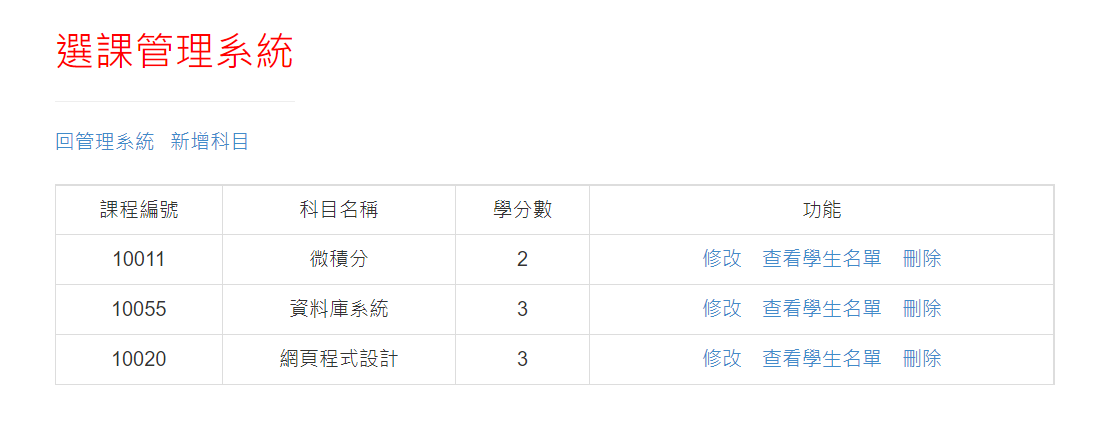 選課管理系統
回管理系統 新增科目
課程編號 科目名稱 學分數 功能
10011 微積分 2 修改 查看學生名單 刪除
10055 資料庫系統 3 修改 查看學生名單 刪除
10020 網頁程式設計 3 修改 查看學生名單 刪除